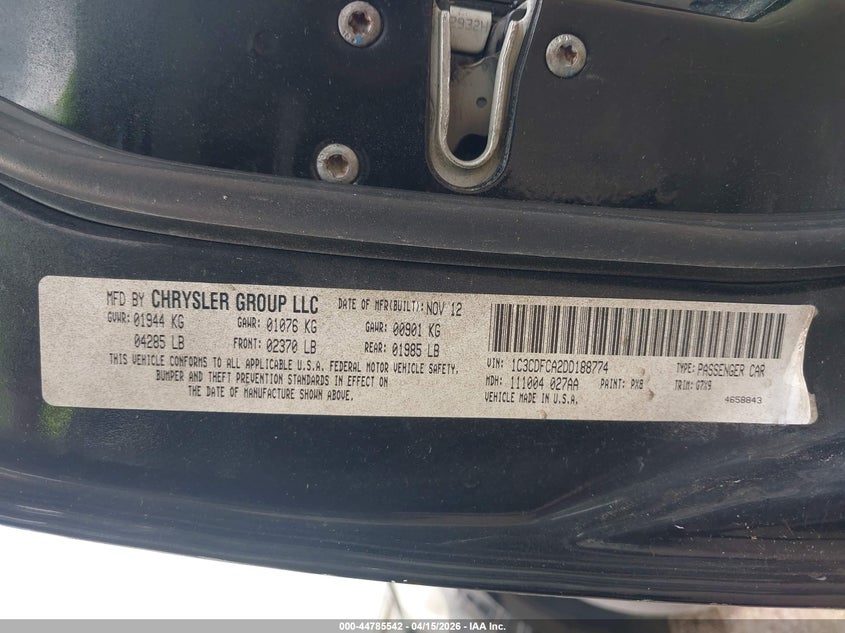 2932H
MFD BY CHRYSLER GROUP LLC DATE OF MFR(BUILT): NOV 12
GVWR: 01944 KG GAWR: 01076 KG GAWR: 00901 KG
04285 LB FRONT: 02370 LB REAR: 01985 LB
THIS VEHICLE CONFORMS TO ALL APPLICABLE U.S.A. FEDERAL MOTOR VEHICLE SAFETY,
BUMPER AND THEFT PREVENTION STANDARDS IN EFFECT ON
THE DATE OF MANUFACTURE SHOWN ABOVE.
VIN: 1C3CDFCA2DD188774 TYPE: PASSENGER CAR
MDH: 111004 027AA PAINT: PX8 TRIM: G7X9
VEHICLE MADE IN U.S.A. 4658843
000-44785542 - 04/15/2026 - IAA Inc.